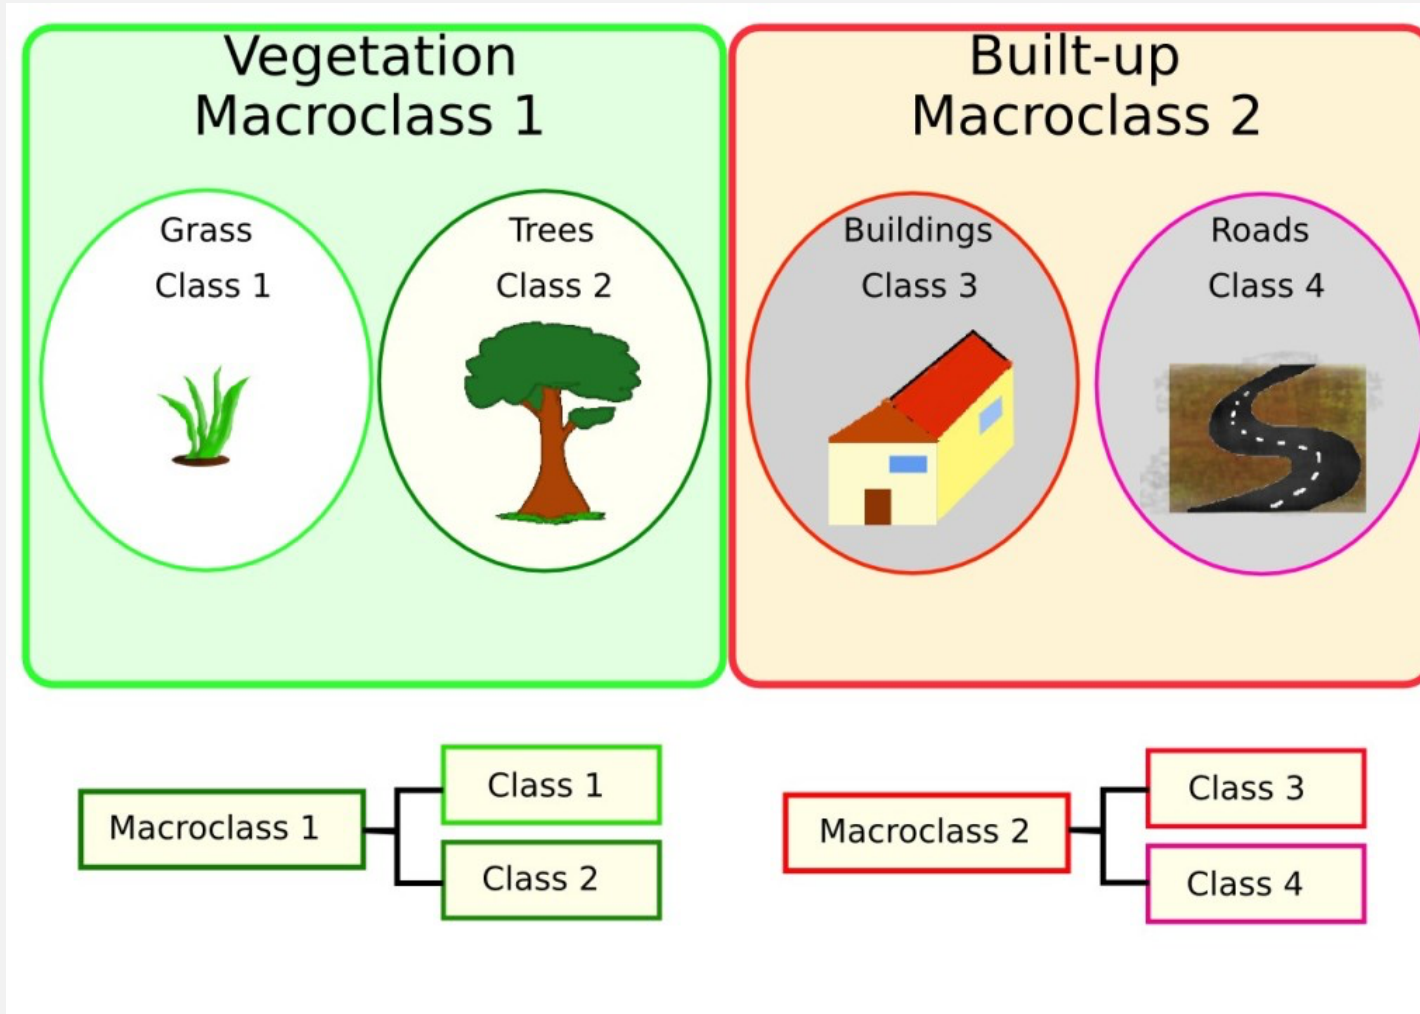 Vegetation
Macroclass 1
Built-up
Macroclass 2
Grass
Class 1
Trees
Class 2
Buildings
Class 3
Roads
Class 4
Macroclass 1
Class 1
Class 2
Macroclass 2
Class 3
Class 4